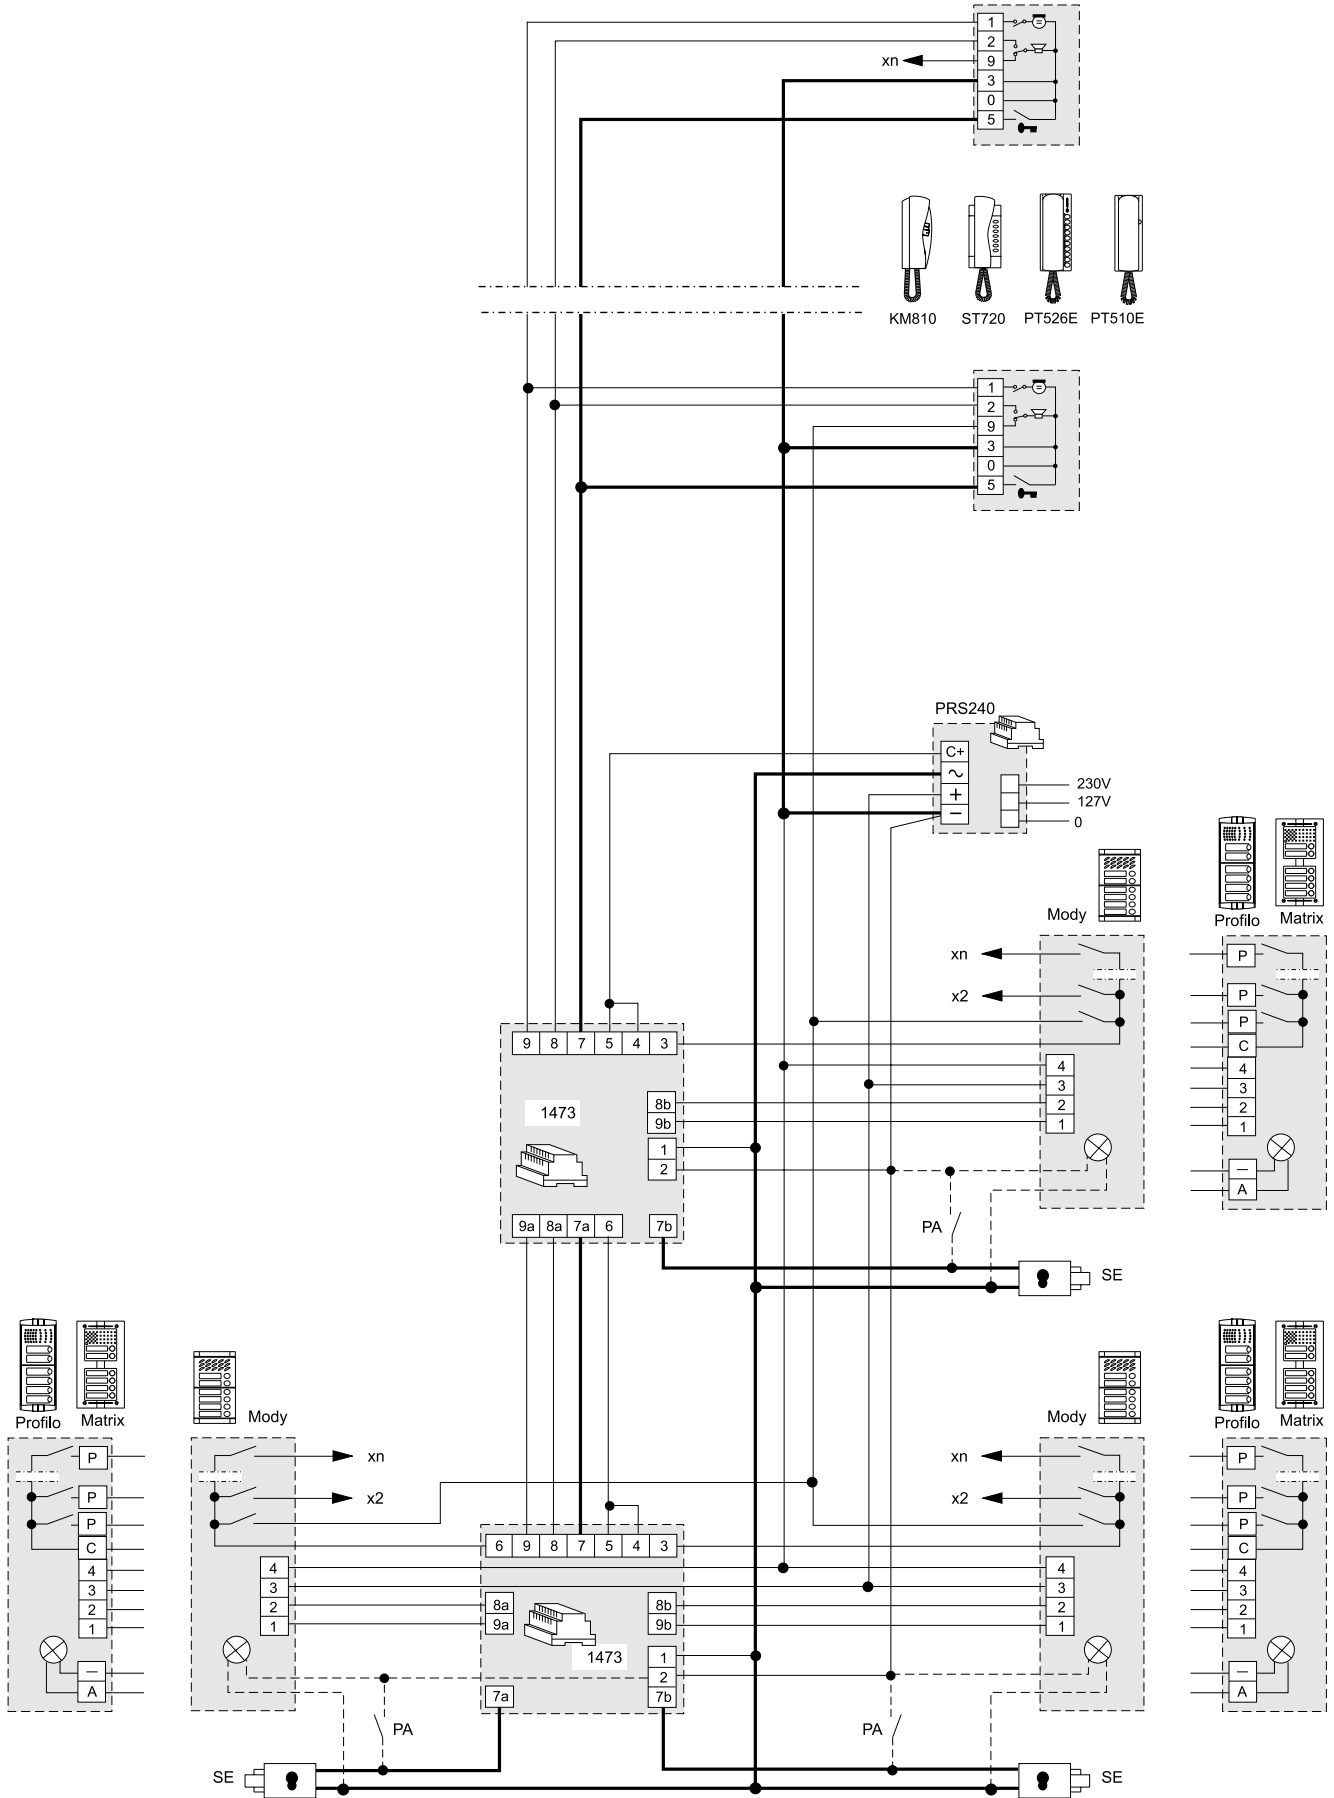 1
2
xn 9
3
0
5
KM810 ST720 PT526E PT510E
1
2
9
3
0
5
PRS240
C+
~
+
−
230V
127V
0
Mody
Profilo Matrix
xn
x2
4
3
2
1
P
P
P
C
4
3
2
1
—
A
9 8 7 5 4 3
1473
8b
9b
1
2
9a 8a 7a 6 7b
PA
SE
Profilo Matrix
Mody
P
P
P
C
4
3
2
1
—
A
xn
x2
4
3
2
1
6 9 8 7 5 4 3
8a
9a
8b
9b
1473
1
2
7b
7a
PA
SE
Mody
Profilo Matrix
xn
x2
4
3
2
1
P
P
P
C
4
3
2
1
—
A
PA
SE